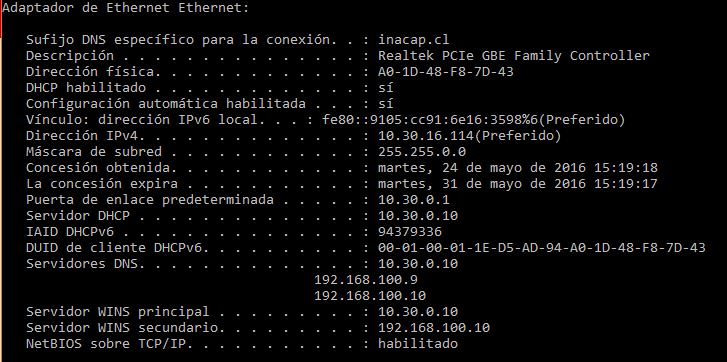 Adaptador de Ethernet Ethernet:

Sufijo DNS específico para la conexión. . : inacap.cl
Descripción . . . . . . . . . . . . . . . : Realtek PCIe GBE Family Controller
Dirección física. . . . . . . . . . . . . : A0-1D-48-F8-7D-43
DHCP habilitado . . . . . . . . . . . . . : sí
Configuración automática habilitada . . . : sí
Vínculo: dirección IPv6 local. . . : fe80::9105:cc91:6e16:3598%6(Preferido)
Dirección IPv4. . . . . . . . . . . . . . : 10.30.16.114(Preferido)
Máscara de subred . . . . . . . . . . . . : 255.255.0.0
Concesión obtenida. . . . . . . . . . . . : martes, 24 de mayo de 2016 15:19:18
La concesión expira . . . . . . . . . . . : martes, 31 de mayo de 2016 15:19:17
Puerta de enlace predeterminada . . . . . : 10.30.0.1
Servidor DHCP . . . . . . . . . . . . . . : 10.30.0.10
IAID DHCPv6 . . . . . . . . . . . . . . . : 94379336
DUID de cliente DHCPv6. . . . . . . . . . : 00-01-00-01-1E-D5-AD-94-A0-1D-48-F8-7D-43
Servidores DNS. . . . . . . . . . . . . . : 10.30.0.10
192.168.100.9
192.168.100.10
Servidor WINS principal . . . . . . . . . : 10.30.0.10
Servidor WINS secundario. . . . . . . . . : 192.168.100.10
NetBIOS sobre TCP/IP. . . . . . . . . . . : habilitado